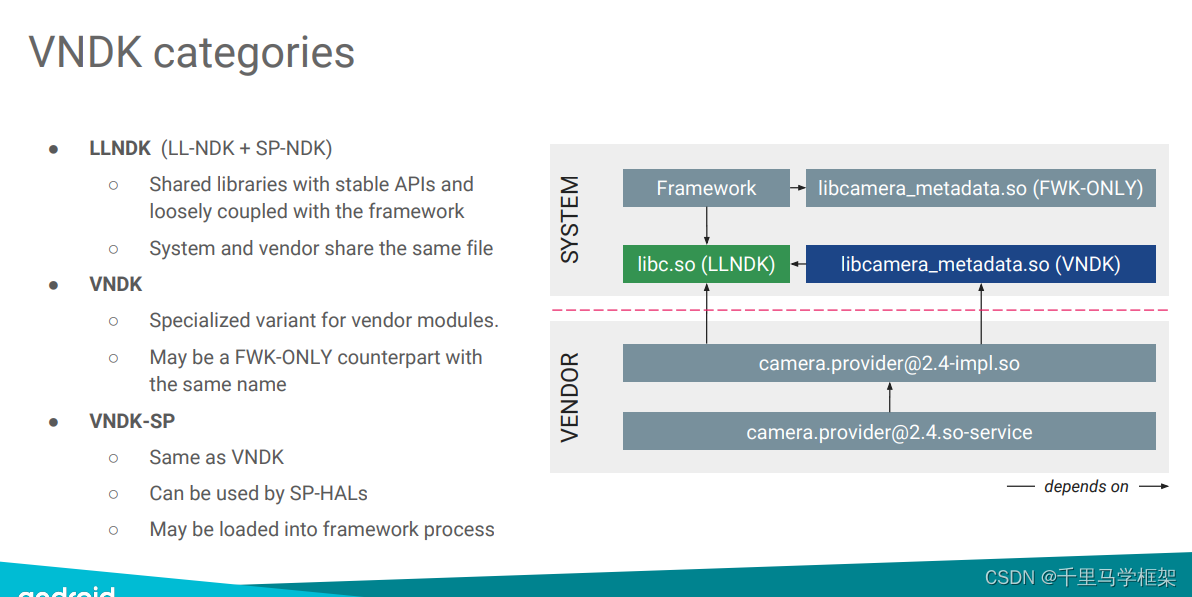 VNDK categories
● LLNDK (LL-NDK + SP-NDK)
○ Shared libraries with stable APIs and
loosely coupled with the framework
○ System and vendor share the same file
● VNDK
○ Specialized variant for vendor modules.
○ May be a FWK-ONLY counterpart with
the same name
● VNDK-SP
○ Same as VNDK
○ Can be used by SP-HALs
○ May be loaded into framework process
SYSTEM
Framework
libcamera_metadata.so (FWK-ONLY)
libc.so (LLNDK)
libcamera_metadata.so (VNDK)
VENDOR
camera.provider@2.4-impl.so
camera.provider@2.4.so-service
depends on
android
CSDN @千里马学框架